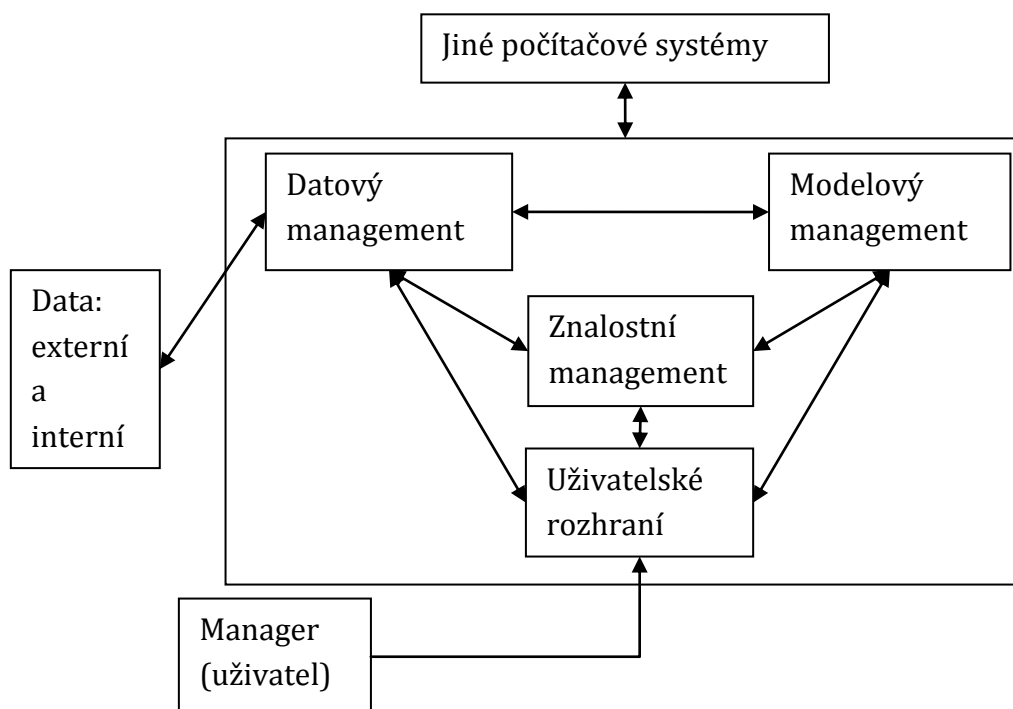 Jiné počítačové systémy
Datový
management
Modelový
management
Data:
externí
a
interní
Znalostní
management
Uživatelské
rozhraní
Manager
(uživatel)